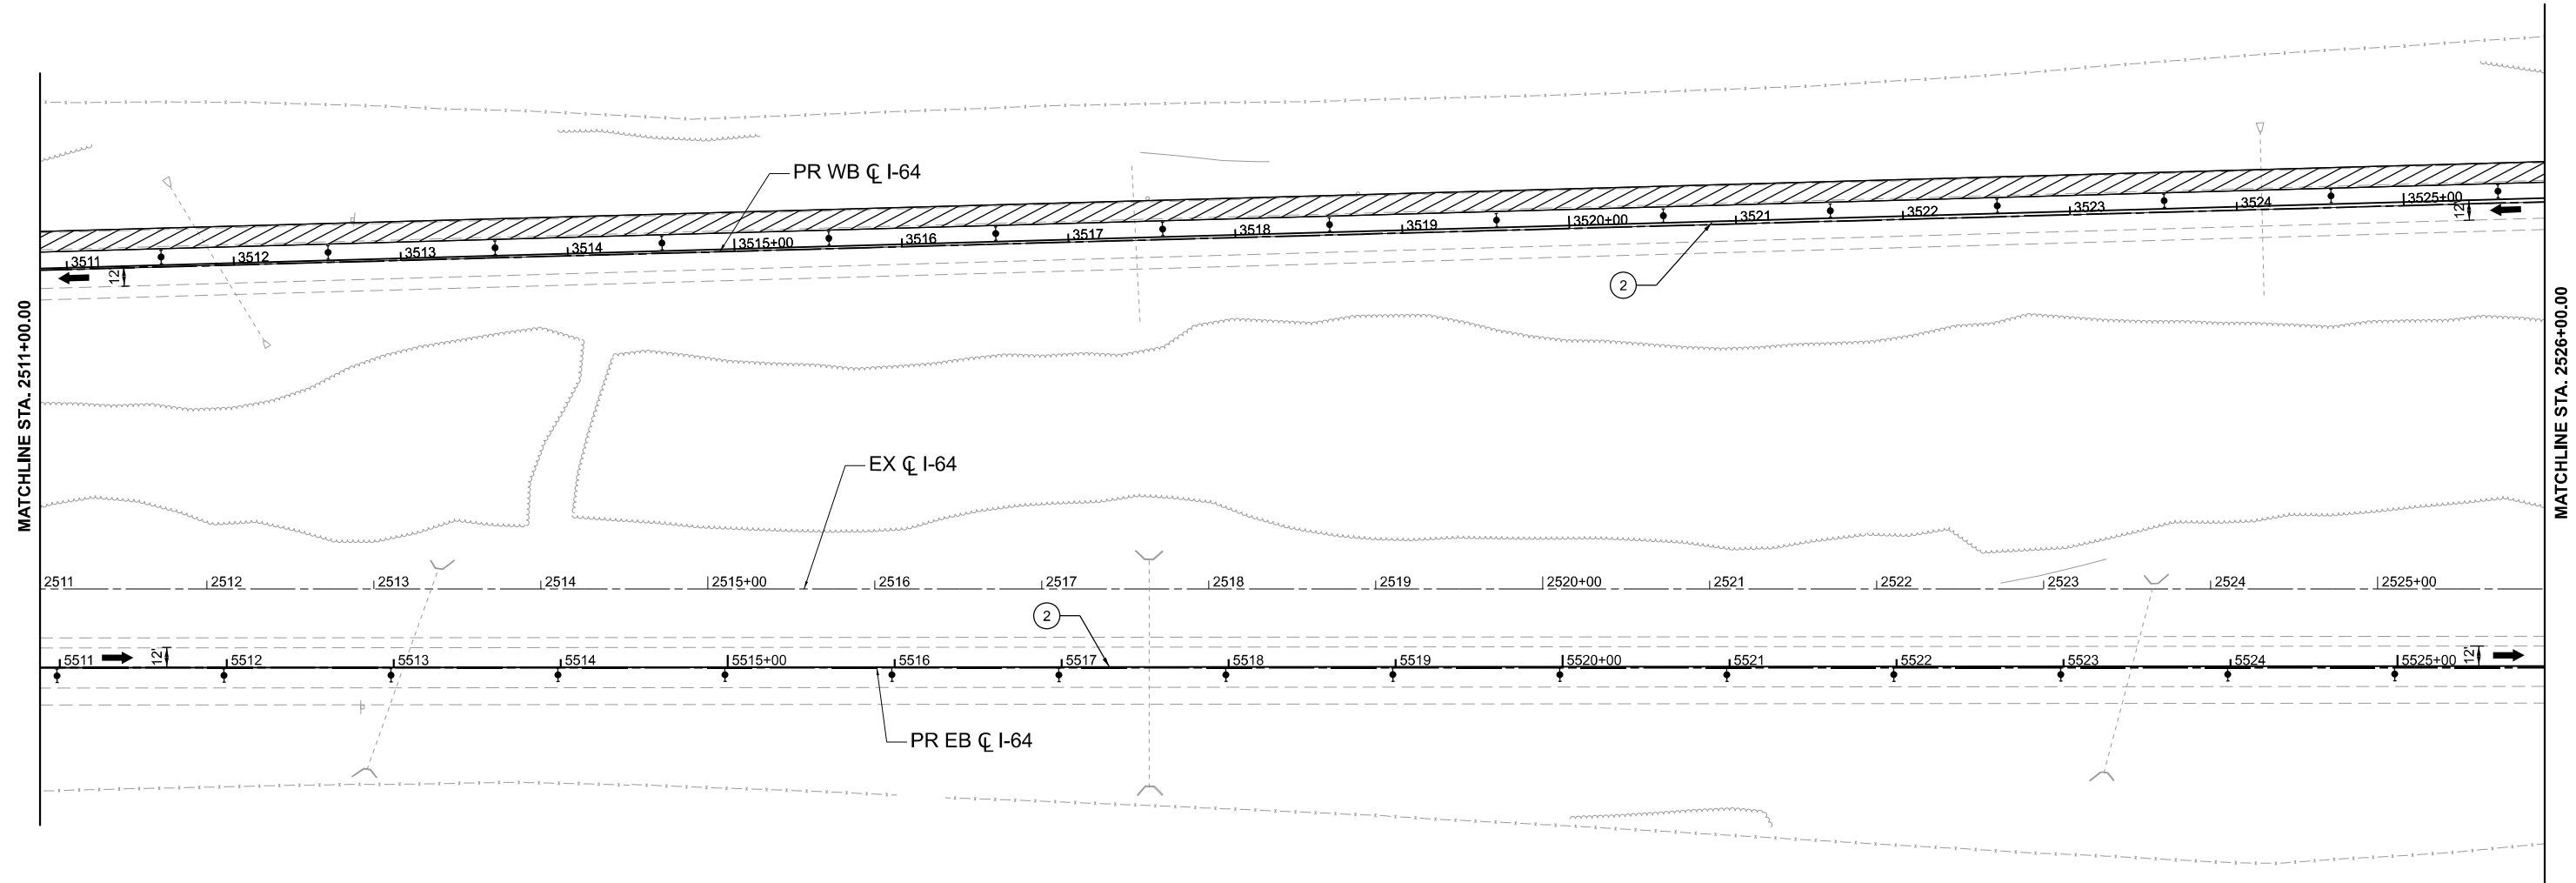 MATCHLINE STA. 2511+00.00
PR WB ℄ I-64
3511 3512 3513 3514 3515+00 3516 3517 3518 3519 3520+00 3521 3522 3523 3524 3525+00
12'
12'
2
EX ℄ I-64
2511 2512 2513 2514 2515+00 2516 2517 2518 2519 2520+00 2521 2522 2523 2524 2525+00
2
12'
12'
5511 5512 5513 5514 5515+00 5516 5517 5518 5519 5520+00 5521 5522 5523 5524 5525+00
PR EB ℄ I-64
MATCHLINE STA. 2526+00.00